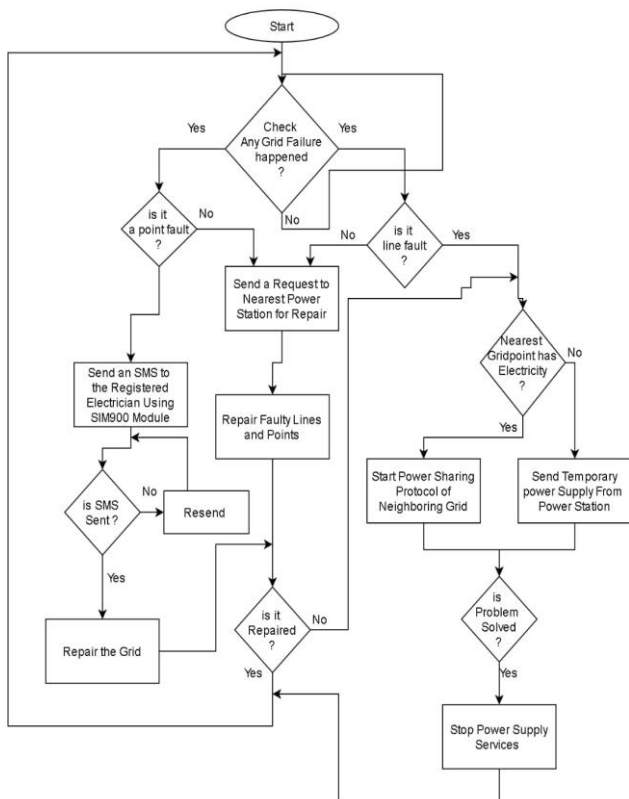 Start
Check
Any Grid Failure
happened
?
Yes
Yes
No
is it
a point fault
?
No
is it
line fault
?
No
Yes
Send a Request to
Nearest Power
Station for Repair
Nearest
Gridpoint has
Electricity
?
No
Yes
Send an SMS to
the Registered
Electrician Using
SIM900 Module
Repair Faulty Lines
and Points
Start Power Sharing
Protocol of
Neighboring Grid
Send Temporary
power Supply From
Power Station
is SMS
Sent ?
No
Resend
Yes
Repair the Grid
is it
Repaired
?
No
Yes
is
Problem
Solved
?
Yes
Stop Power Supply
Services